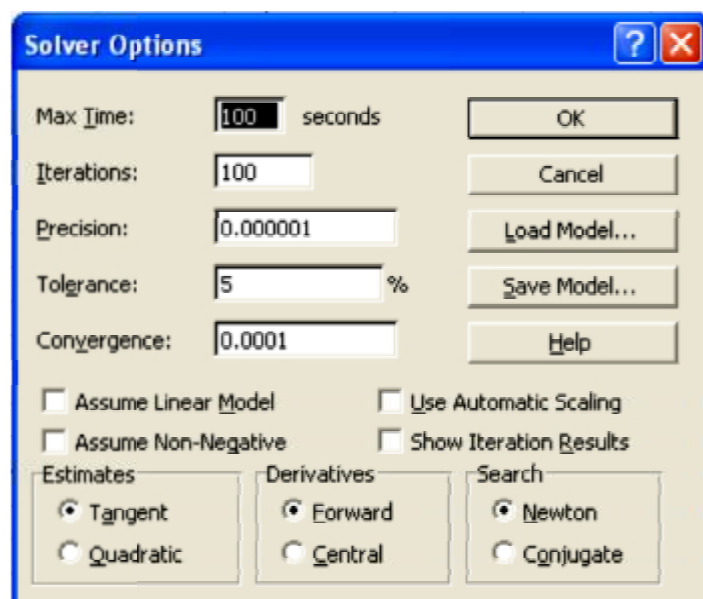 Solver Options
Max Time: 100 seconds OK
Iterations: 100 Cancel
Precision: 0.000001 Load Model...
Tolerance: 5 % Save Model...
Convergence: 0.0001 Help
Assume Linear Model Use Automatic Scaling
Assume Non-Negative Show Iteration Results
Estimates Derivatives Search
Tangent Forward Newton
Quadratic Central Conjugate